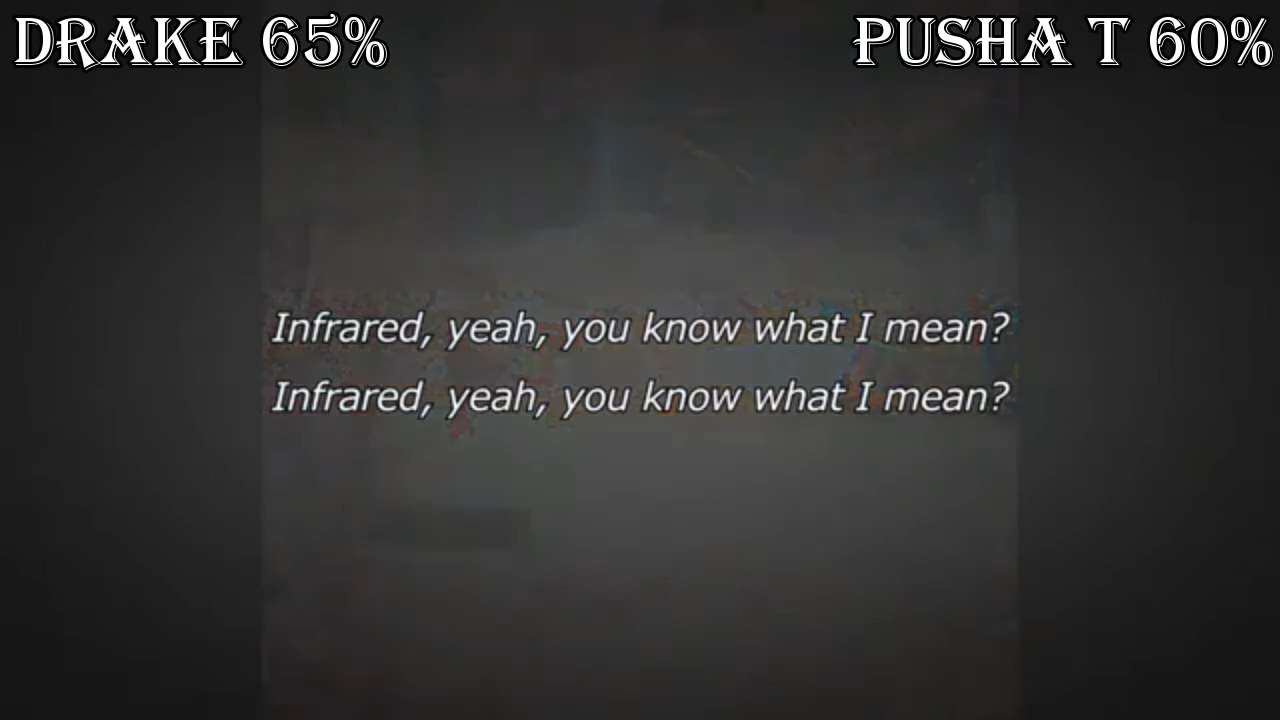 DRAKE 65%
PUSHA T 60%
Infrared, yeah, you know what I mean?
Infrared, yeah, you know what I mean?